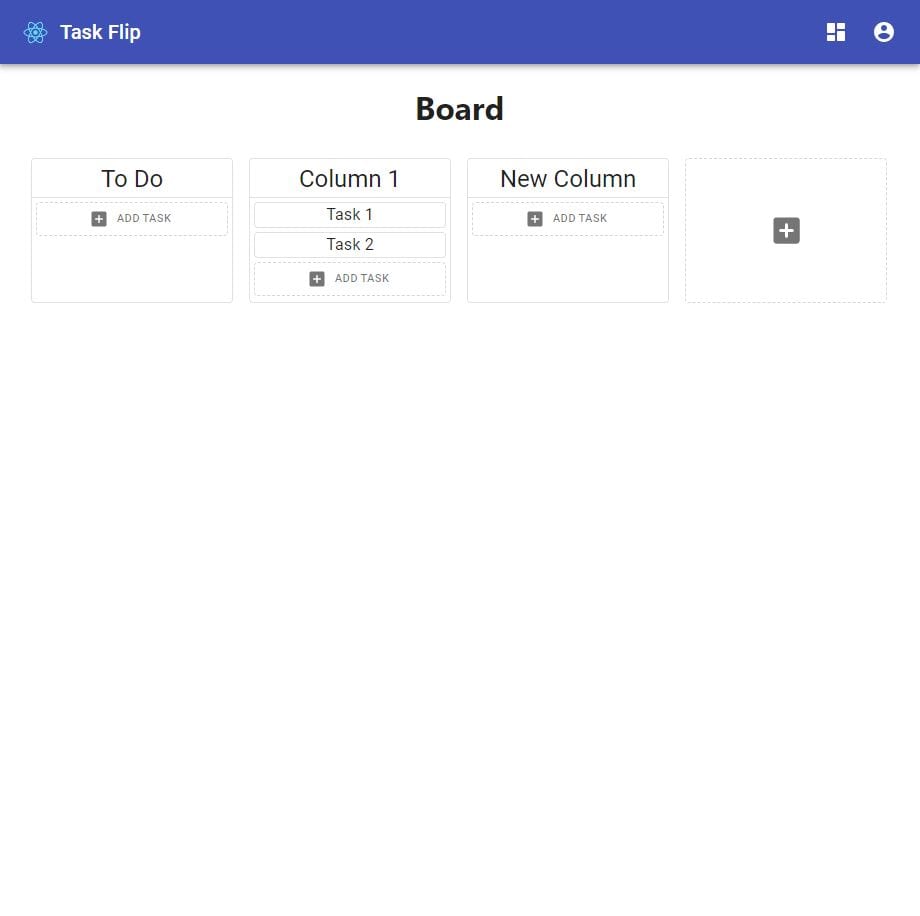 Task Flip
Board
To Do
ADD TASK
Column 1
Task 1
Task 2
ADD TASK
New Column
ADD TASK